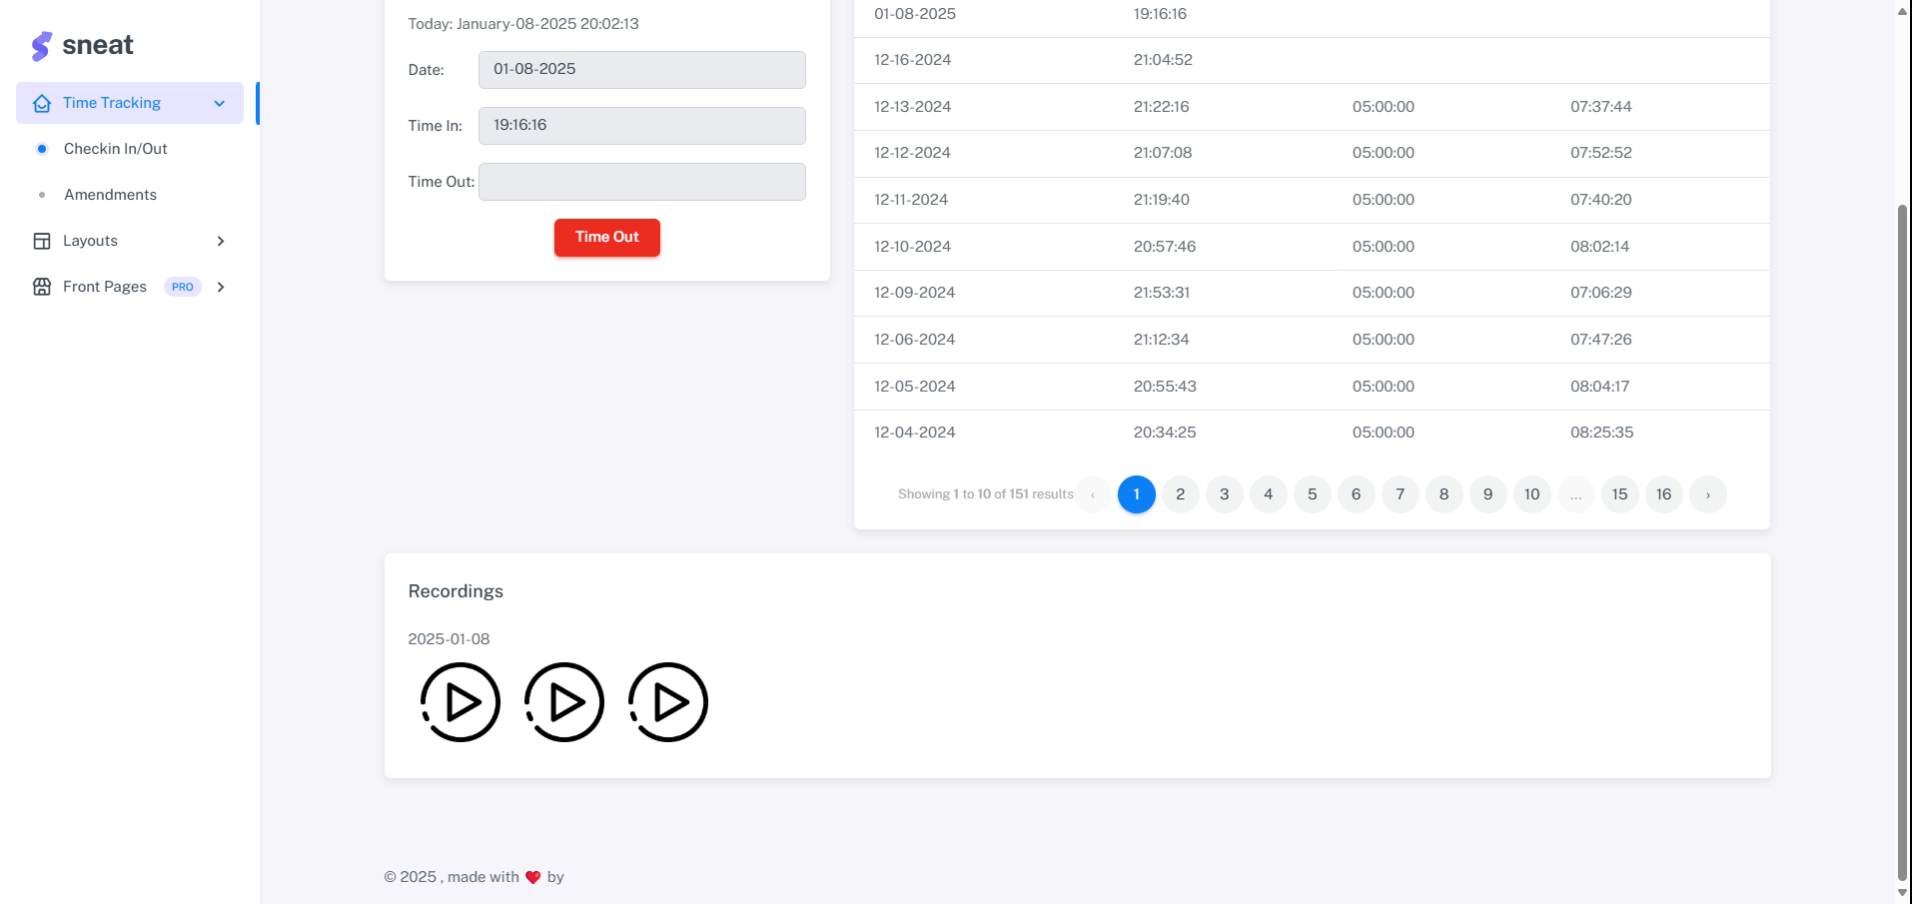 sneat
Time Tracking
Checkin In/Out
Amendments
Layouts
Front Pages PRO
Today: January-08-2025 20:02:13
Date: 01-08-2025
Time In: 19:16:16
Time Out:
Time Out
01-08-2025 19:16:16
12-16-2024 21:04:52
12-13-2024 21:22:16 05:00:00 07:37:44
12-12-2024 21:07:08 05:00:00 07:52:52
12-11-2024 21:19:40 05:00:00 07:40:20
12-10-2024 20:57:46 05:00:00 08:02:14
12-09-2024 21:53:31 05:00:00 07:06:29
12-06-2024 21:12:34 05:00:00 07:47:26
12-05-2024 20:55:43 05:00:00 08:04:17
12-04-2024 20:34:25 05:00:00 08:25:35
Showing 1 to 10 of 151 results ‹ 1 2 3 4 5 6 7 8 9 10 ... 15 16 ›
Recordings
2025-01-08
© 2025 , made with ❤️ by